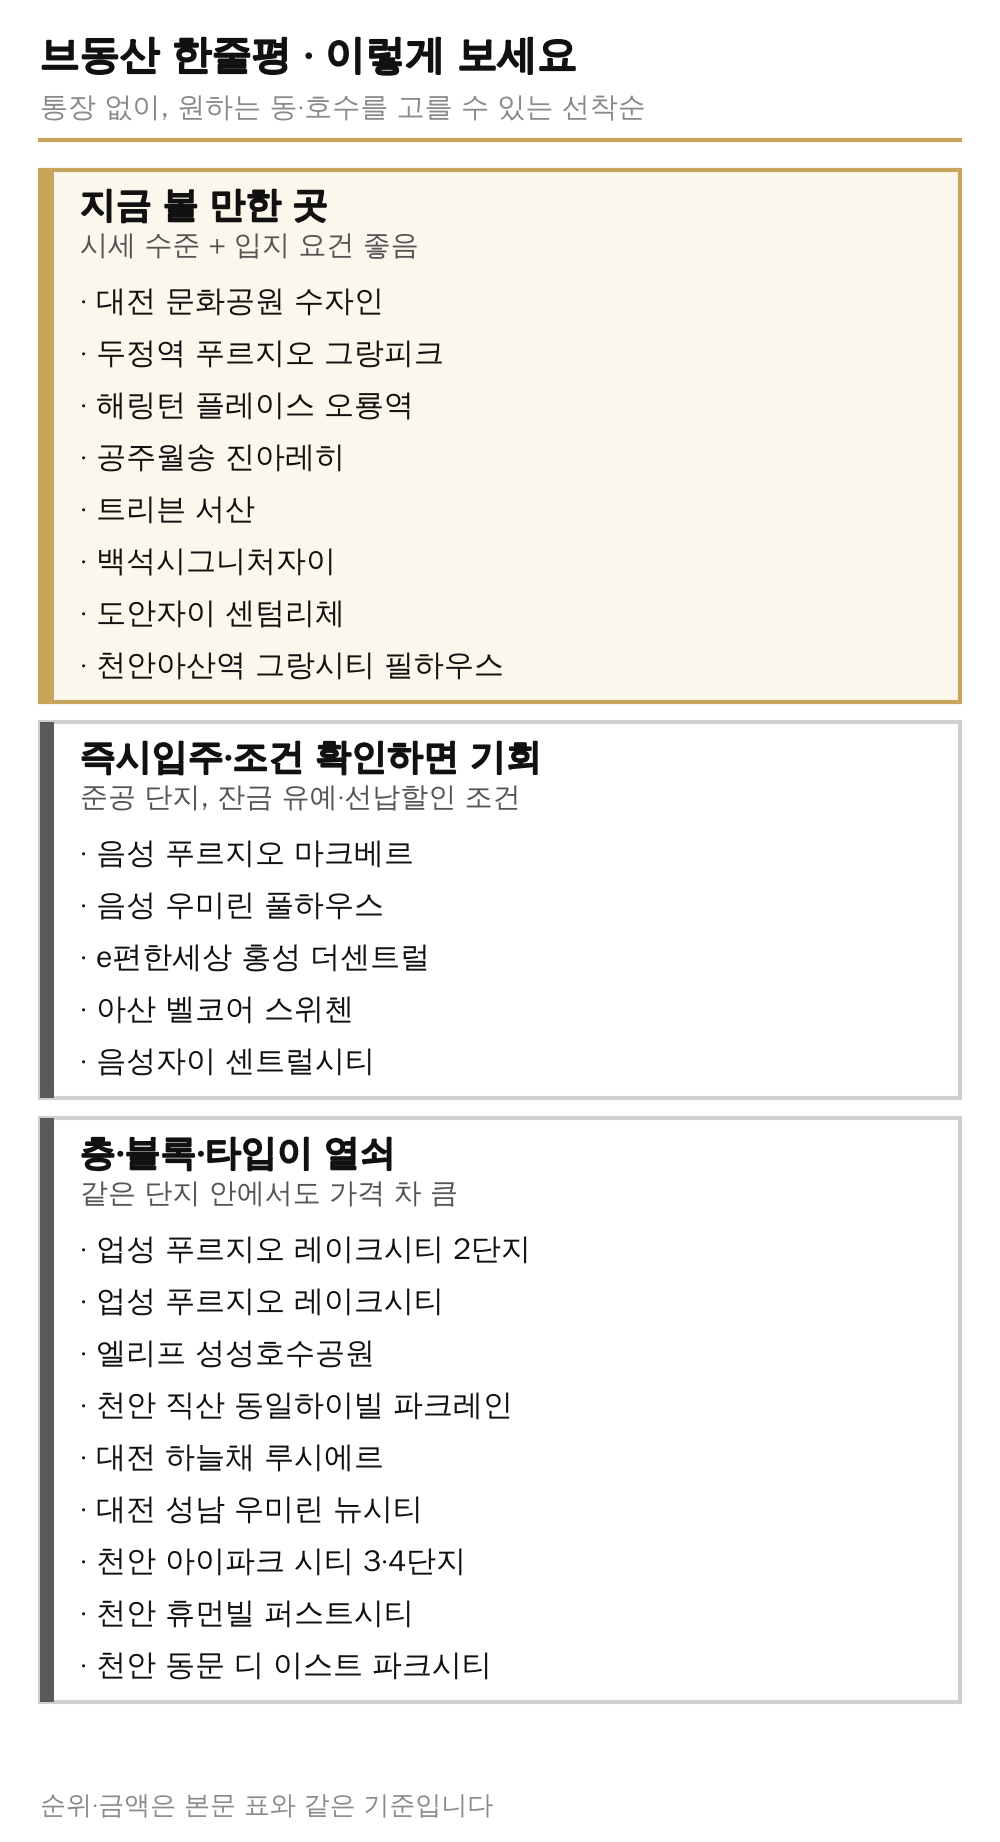 브동산 한줄평 · 이렇게 보세요
통장 없이, 원하는 동·호수를 고를 수 있는 선착순
지금 볼 만한 곳
시세 수준 + 입지 요건 좋음
· 대전 문화공원 수자인
· 두정역 푸르지오 그랑피크
· 해링턴 플레이스 오룡역
· 공주월송 진아레히
· 트리븐 서산
· 백석시그니처자이
· 도안자이 센텀리체
· 천안아산역 그랑시티 필하우스
즉시입주·조건 확인하면 기회
준공 단지, 잔금 유예·선납할인 조건
· 음성 푸르지오 마크베르
· 음성 우미린 풀하우스
· e편한세상 홍성 더센트럴
· 아산 벨코어 스위첸
· 음성자이 센트럴시티
층·블록·타입이 열쇠
같은 단지 안에서도 가격 차 큼
· 업성 푸르지오 레이크시티 2단지
· 업성 푸르지오 레이크시티
· 엘리프 성성호수공원
· 천안 직산 동일하이빌 파크레인
· 대전 하늘채 루시에르
· 대전 성남 우미린 뉴시티
· 천안 아이파크 시티 3·4단지
· 천안 휴먼빌 퍼스트시티
· 천안 동문 디 이스트 파크시티
순위·금액은 본문 표와 같은 기준입니다